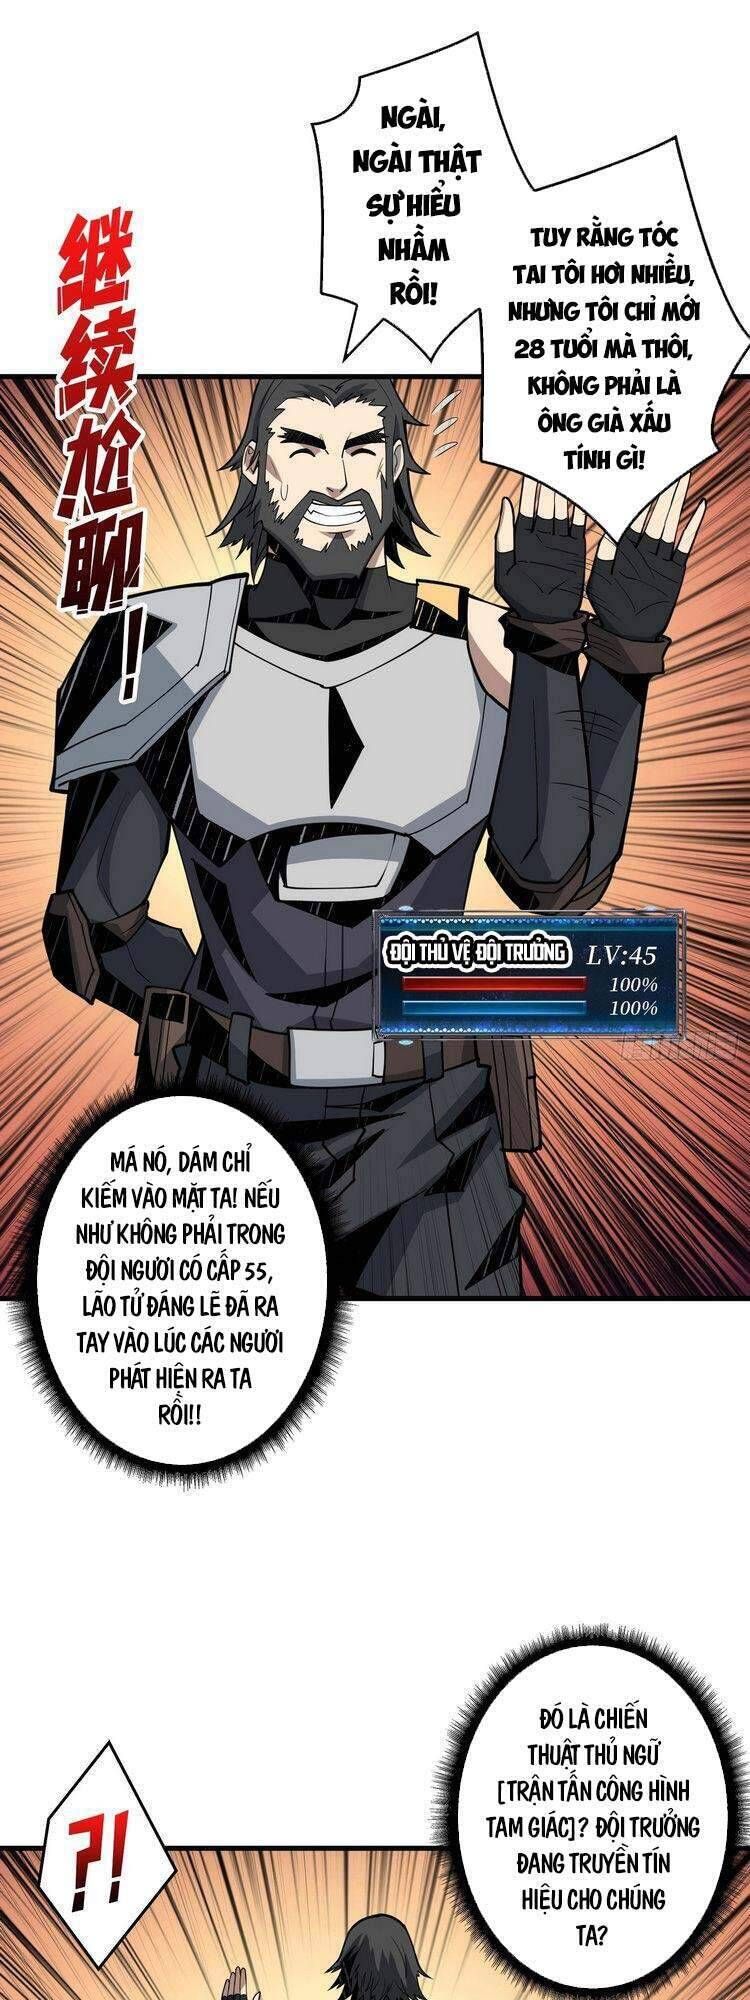 NGÀI,
NGÀI THẬT
SỰ HIỂU
NHẦM
RỒI!
TUY RẰNG TÓC
TAI TÔI HƠI NHIỀU,
NHƯNG TÔI CHỈ MỚI
28 TUỔI MÀ THÔI,
KHÔNG PHẢI LÀ
ÔNG GIÀ XẤU
TÍNH GÌ!
继续尬聊！
ĐỘI THỦ VỆ ĐỘI TRƯỞNG LV:45
100%
100%
MÁ NÓ, DÁM CHỈ
KIẾM VÀO MẶT TA! NẾU
NHƯ KHÔNG PHẢI TRONG
ĐỘI NGƯƠI CÓ CẤP 55,
LÃO TỬ ĐÁNG LẼ ĐÃ RA
TAY VÀO LÚC CÁC NGƯƠI
PHÁT HIỆN RA TA
RỒI!!
ĐÓ LÀ CHIẾN
THUẬT THỦ NGỮ
[TRẬN TẤN CÔNG HÌNH
TAM GIÁC]? ĐỘI TRƯỞNG
ĐANG TRUYỀN TÍN
HIỆU CHO CHÚNG
TA?
?!